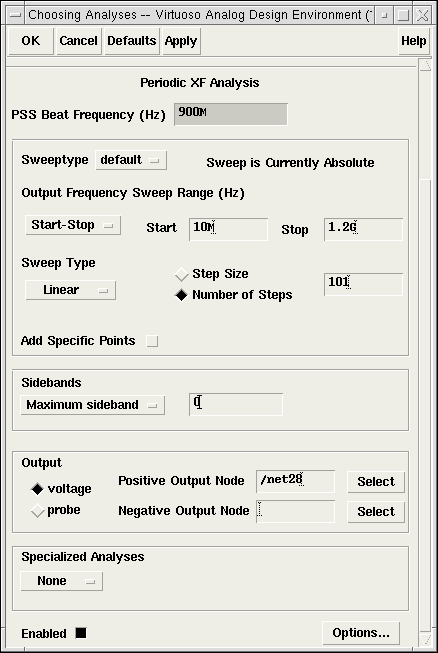 Choosing Analyses -- Virtuoso Analog Design Environment (
OK Cancel Defaults Apply Help
Periodic XF Analysis
PSS Beat Frequency (Hz) 900M
Sweeptype default Sweep is Currently Absolute
Output Frequency Sweep Range (Hz)
Start-Stop Start 10M Stop 1.2G
Sweep Type
Step Size
Linear Number of Steps 101
Add Specific Points
Sidebands
Maximum sideband 0
Output
voltage Positive Output Node /net28 Select
probe Negative Output Node Select
Specialized Analyses
None
Enabled Options...